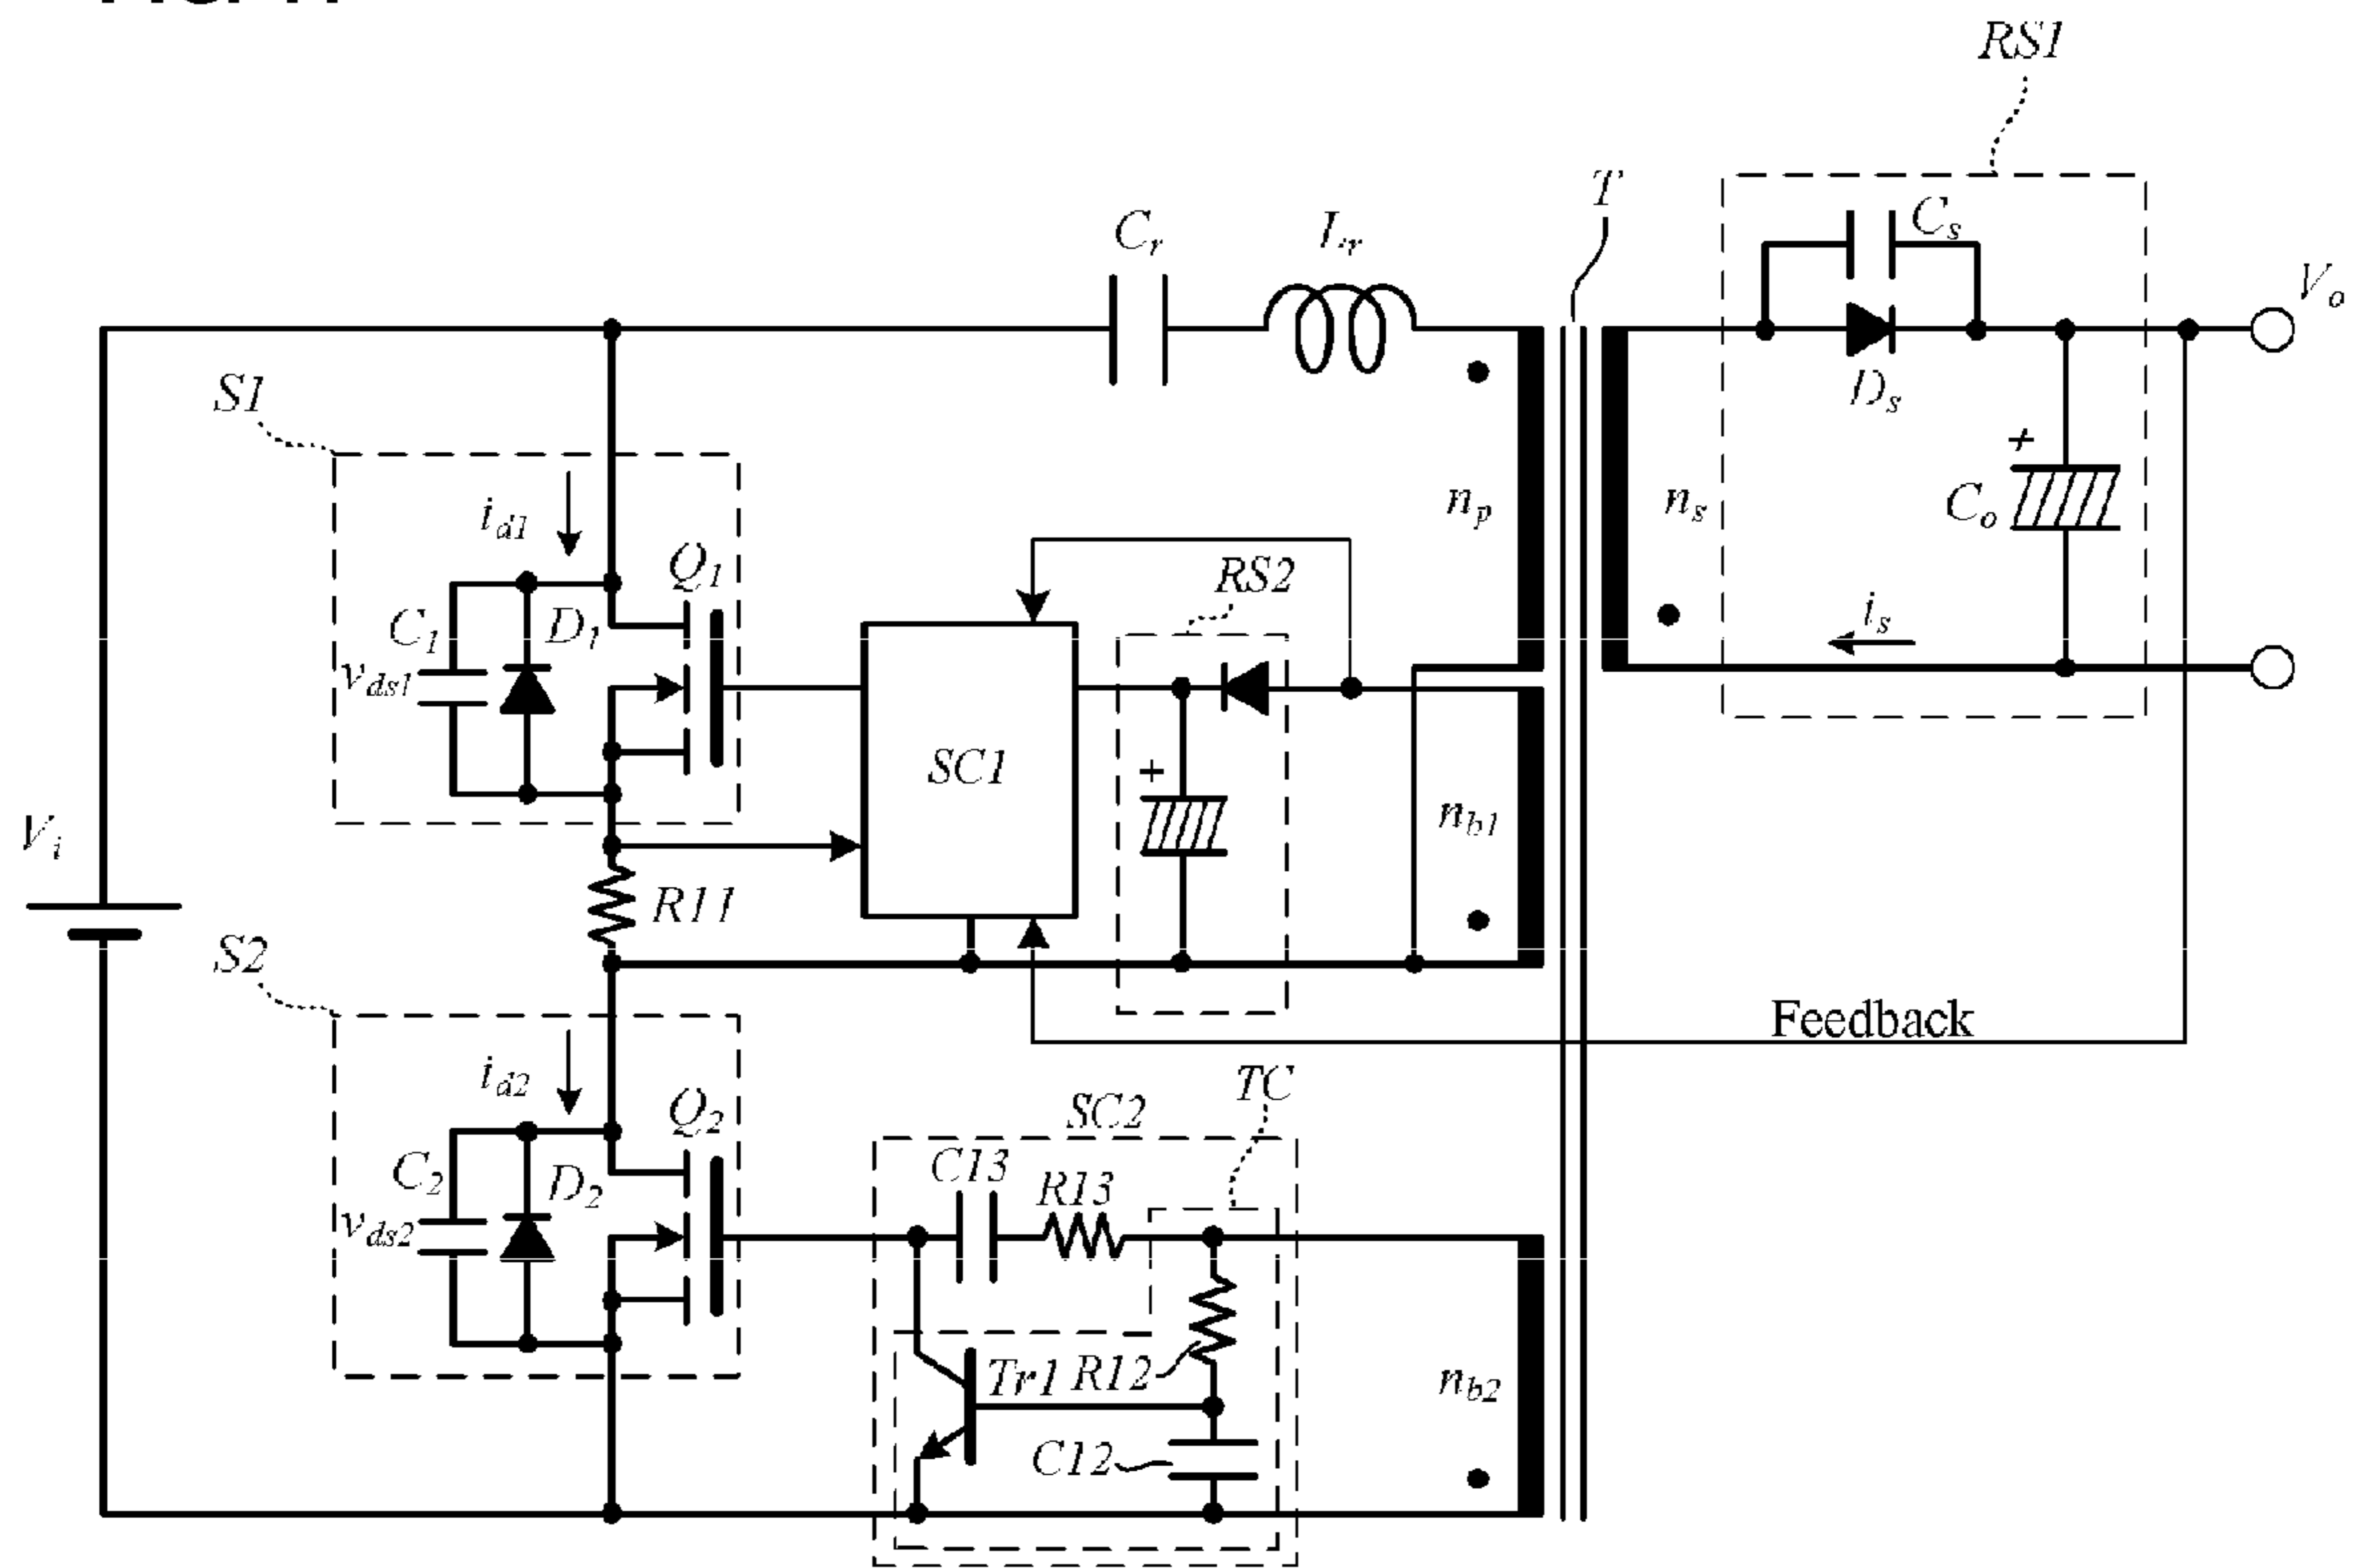 RS1
T
Cr
Lr
Cs
Vo
S1
Ds
id1
np
ns
Co
+
Q1
RS2
C1
D1
is
vds1
SC1
+
nb1
Vi
R11
S2
Feedback
id2
TC
SC2
Q2
C13
R13
C2
D2
vds2
Tr1
R12
nb2
C12